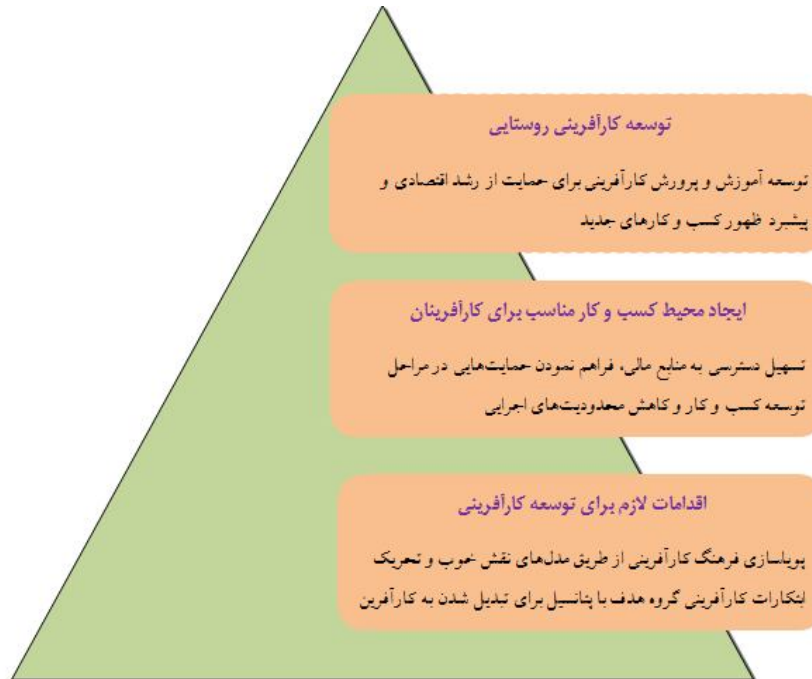 توسعه کارآفرینی روستایی
توسعه آموزش و پرورش کارآفرینی برای حمایت از رشد اقتصادی و
پیشبرد ظهور کسب و کارهای جدید
ایجاد محیط کسب و کار مناسب برای کارآفرینان
تسهیل دسترسی به منابع مالی، فراهم نمودن حمایت‌هایی در مراحل
توسعه کسب و کار و کاهش محدودیت‌های اجرایی
اقدامات لازم برای توسعه کارآفرینی
پویاسازی فرهنگ کارآفرینی از طریق مدل‌های نقش خوب و تحریک
ابتکارات کارآفرینی گروه هدف با پتانسیل برای تبدیل شدن به کارآفرین